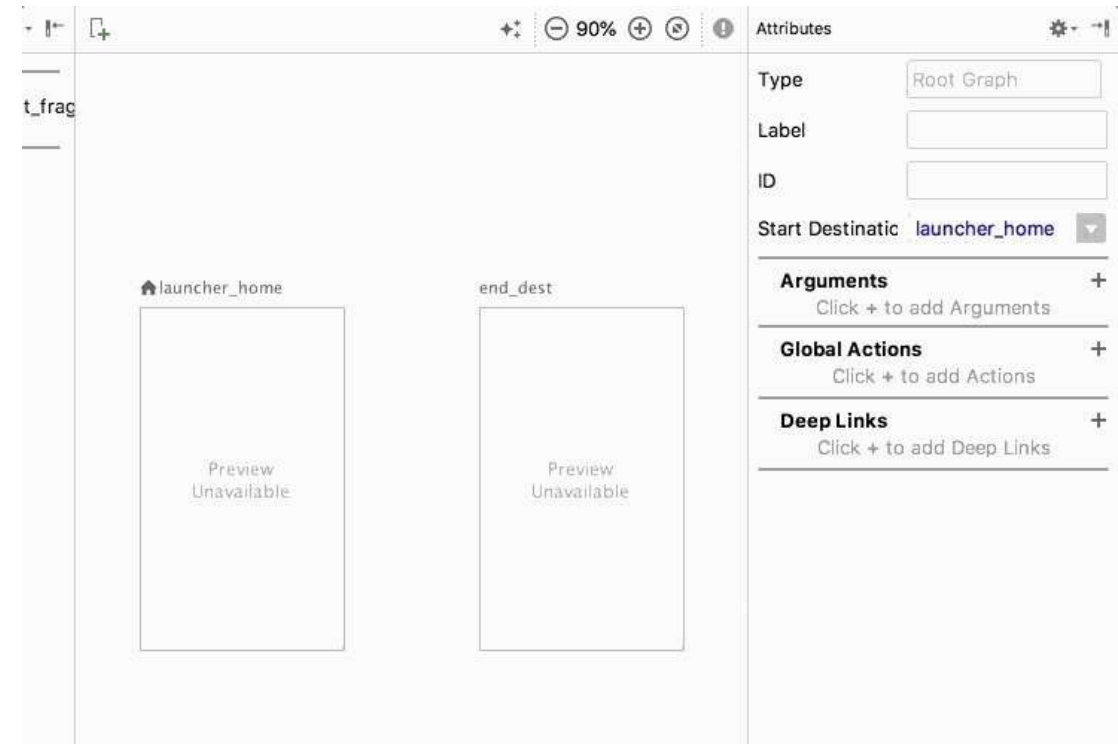 90%
Attributes
t_frag
Type Root Graph
Label
ID
Start Destinatic launcher_home
Arguments +
Click + to add Arguments
Global Actions +
Click + to add Actions
Deep Links +
Click + to add Deep Links
launcher_home
end_dest
Preview
Unavailable
Preview
Unavailable